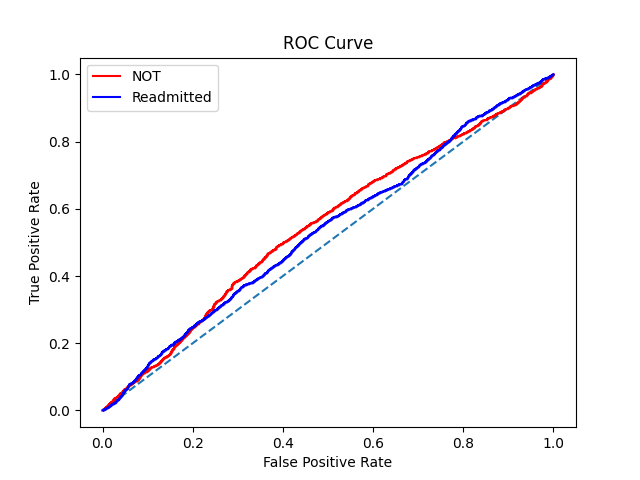 ROC Curve
NOT
Readmitted
True Positive Rate
1.0
0.8
0.6
0.4
0.2
0.0
0.0 0.2 0.4 0.6 0.8 1.0
False Positive Rate